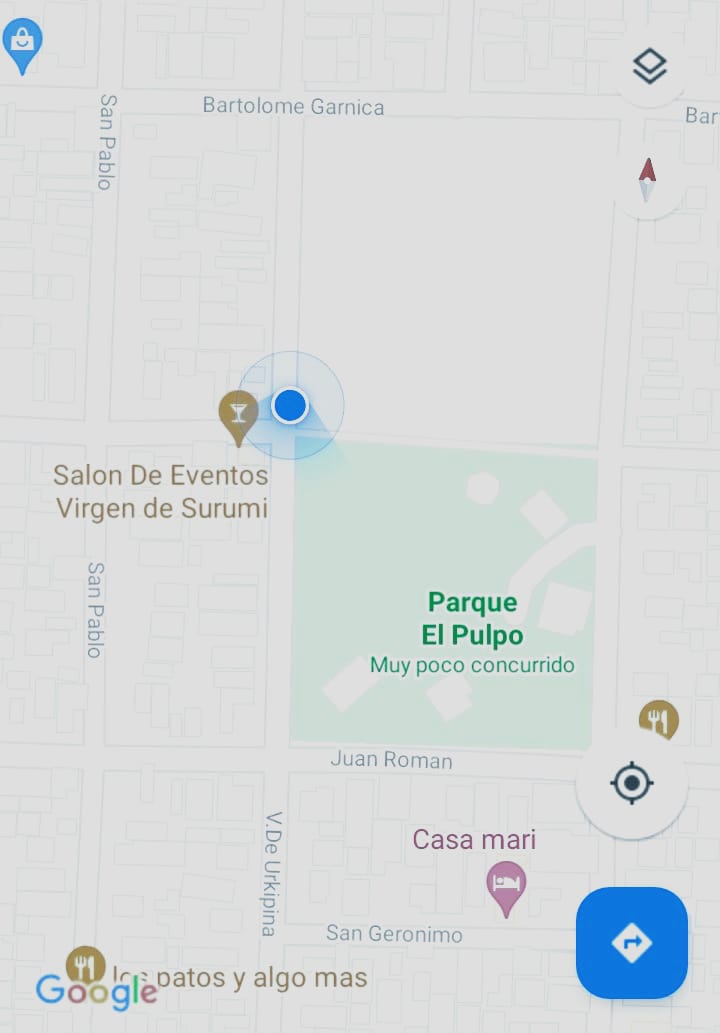 Bartolome Garnica
Bar
San Pablo
Salon De Eventos
Virgen de Surumi
San Pablo
Parque
El Pulpo
Muy poco concurrido
Juan Roman
V.De Urkipina
Casa mari
San Geronimo
los patos y algo mas
Google